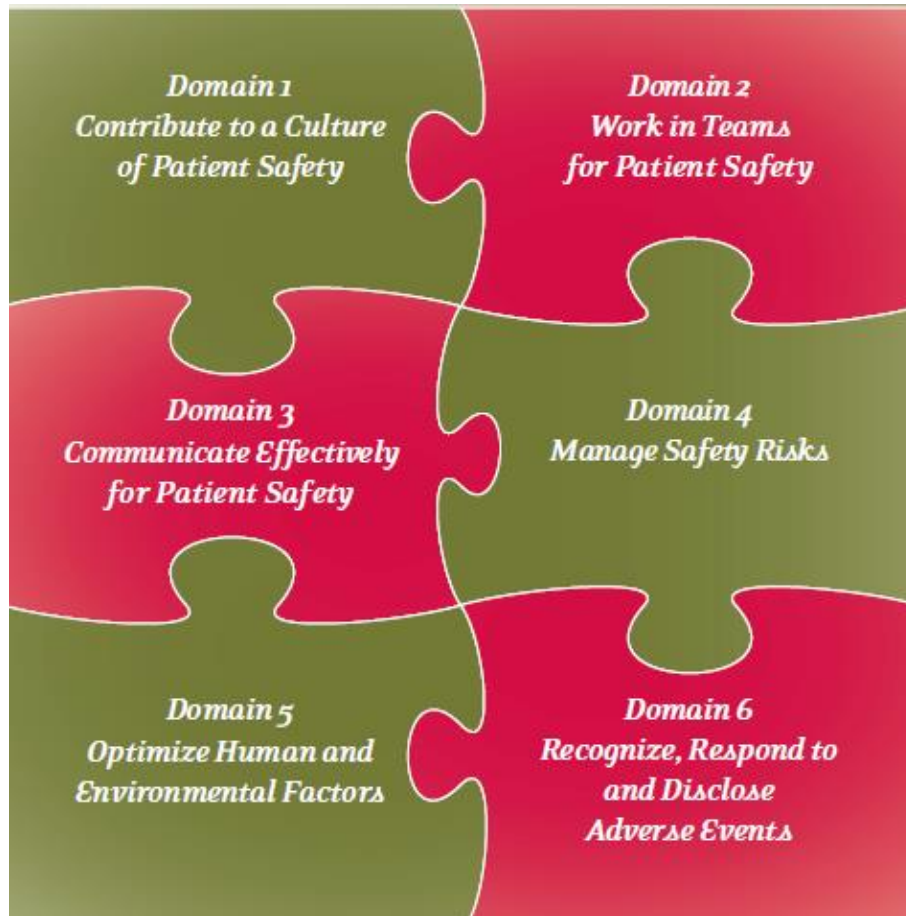 Domain 1
Contribute to a Culture
of Patient Safety
Domain 2
Work in Teams
for Patient Safety
Domain 3
Communicate Effectively
for Patient Safety
Domain 4
Manage Safety Risks
Domain 5
Optimize Human and
Environmental Factors
Domain 6
Recognize, Respond to
and Disclose
Adverse Events